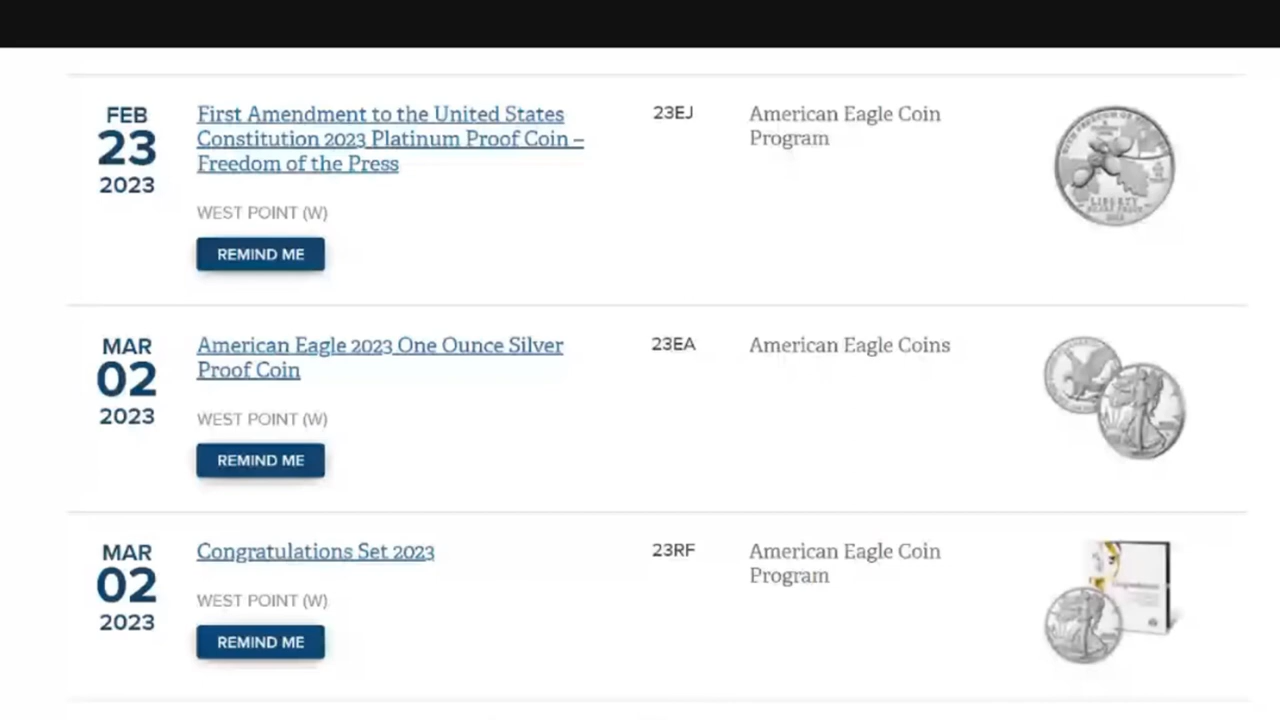 FEB
23
2023
First Amendment to the United States
Constitution 2023 Platinum Proof Coin –
Freedom of the Press
WEST POINT (W)
REMIND ME
23EJ
American Eagle Coin
Program
LIBERTY
MAR
02
2023
American Eagle 2023 One Ounce Silver
Proof Coin
WEST POINT (W)
REMIND ME
23EA
American Eagle Coins
MAR
02
2023
Congratulations Set 2023
WEST POINT (W)
REMIND ME
23RF
American Eagle Coin
Program